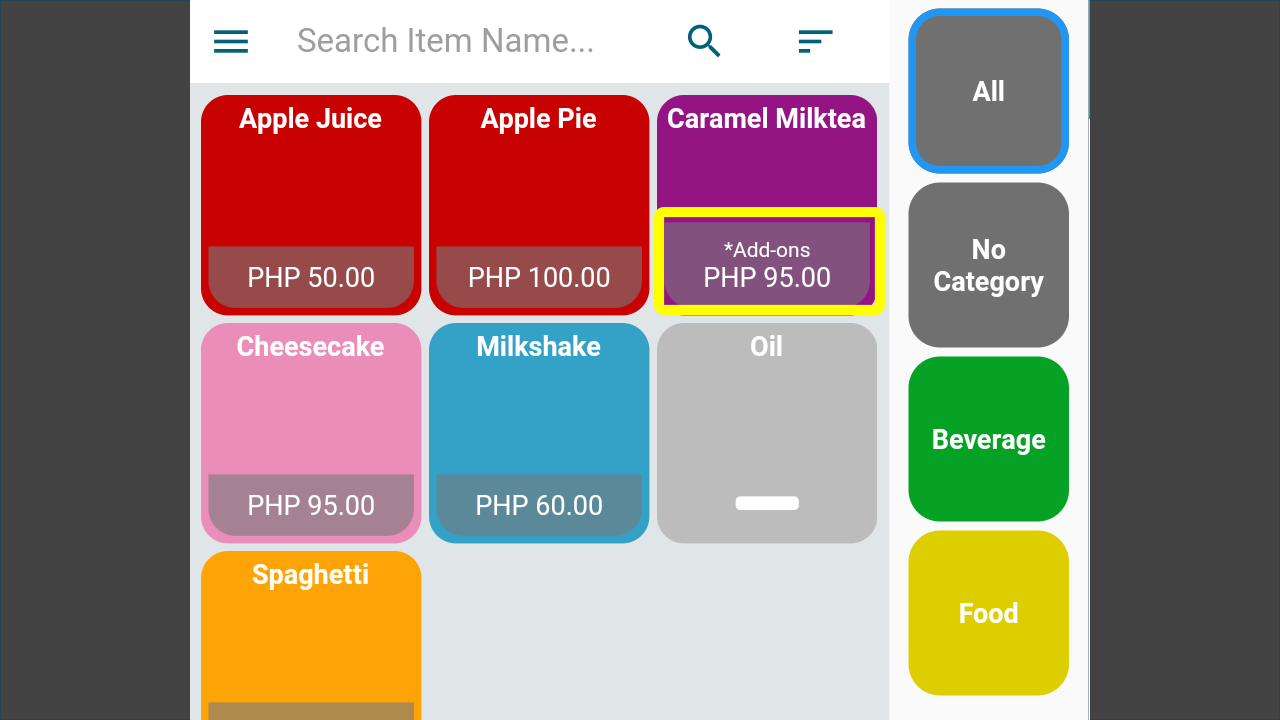 Search Item Name...
All
Apple Juice
Apple Pie
Caramel Milktea
PHP 50.00
PHP 100.00
*Add-ons
PHP 95.00
No
Category
Cheesecake
Milkshake
Oil
PHP 95.00
PHP 60.00
Beverage
Spaghetti
Food